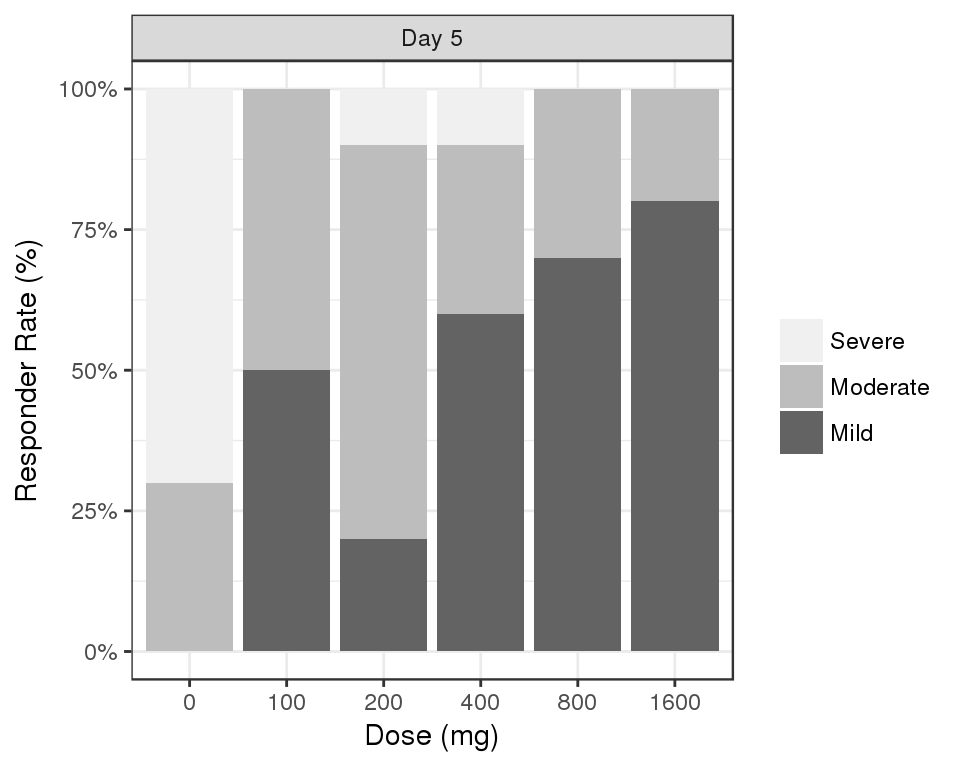 Day 5
Responder Rate (%)
100%
75%
50%
25%
0%
0 100 200 400 800 1600
Dose (mg)
Severe
Moderate
Mild